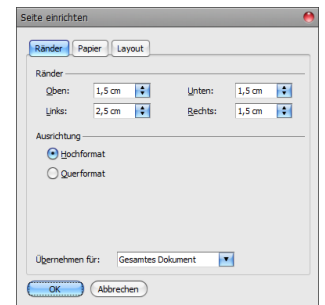 Seite einrichten
Ränder Papier Layout
Ränder
Oben: 1,5 cm Unten: 1,5 cm
Links: 2,5 cm Rechts: 1,5 cm
Ausrichtung
Hochformat
Querformat
Übernehmen für: Gesamtes Dokument
OK Abbrechen